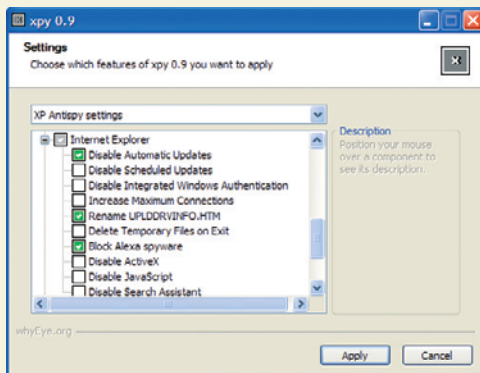 xpy 0.9
Settings
Choose which features of xpy 0.9 you want to apply
XP Antispy settings
Internet Explorer
Disable Automatic Updates
Disable Scheduled Updates
Disable Integrated Windows Authentication
Increase Maximum Connections
Rename UPLDDRVINFO.HTM
Delete Temporary Files on Exit
Block Alexa spyware
Disable ActiveX
Disable JavaScript
Disable Search Assistant
Description
Position your mouse
over a component to
see its description.
whyEye.org
Apply
Cancel